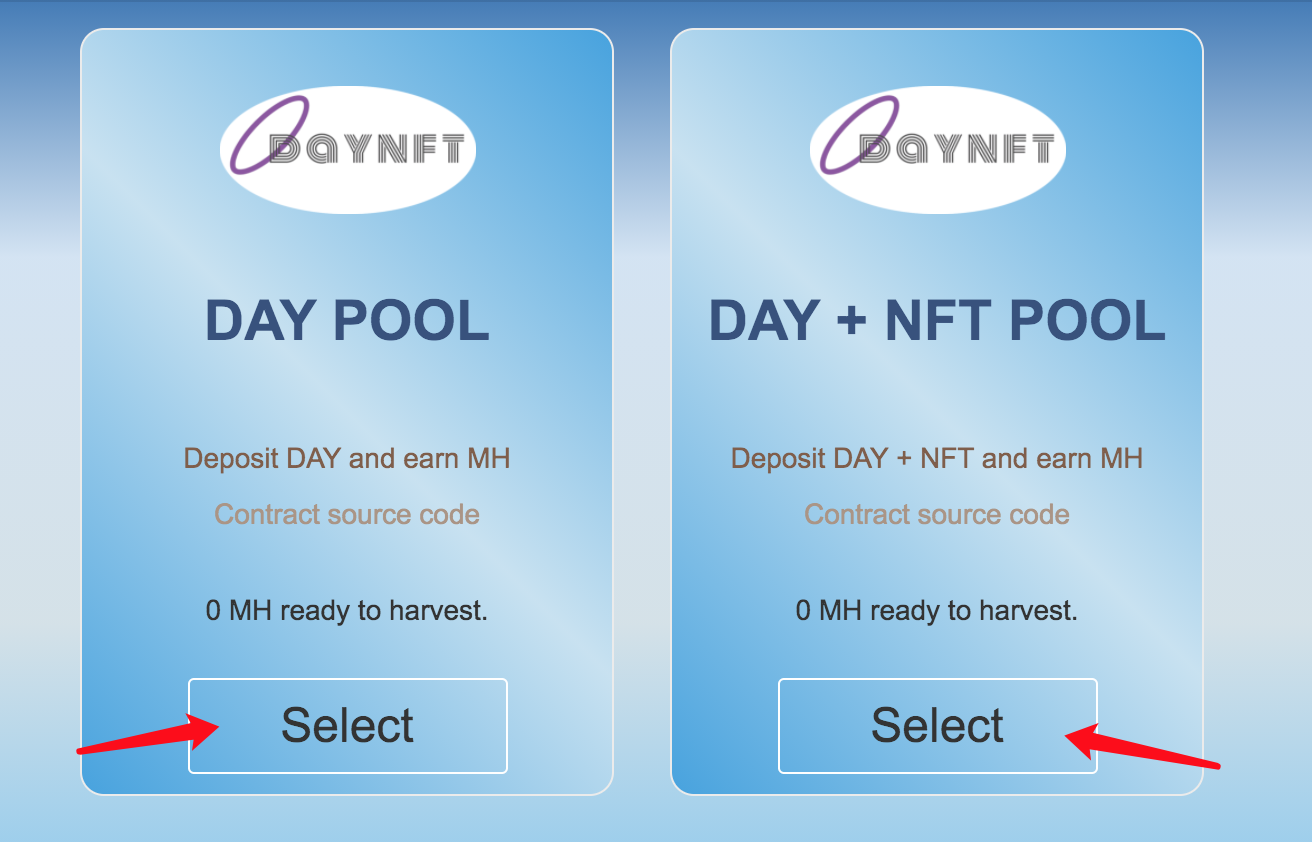 DAYNFT
DAY POOL
Deposit DAY and earn MH
Contract source code
0 MH ready to harvest.
Select
DAYNFT
DAY + NFT POOL
Deposit DAY + NFT and earn MH
Contract source code
0 MH ready to harvest.
Select